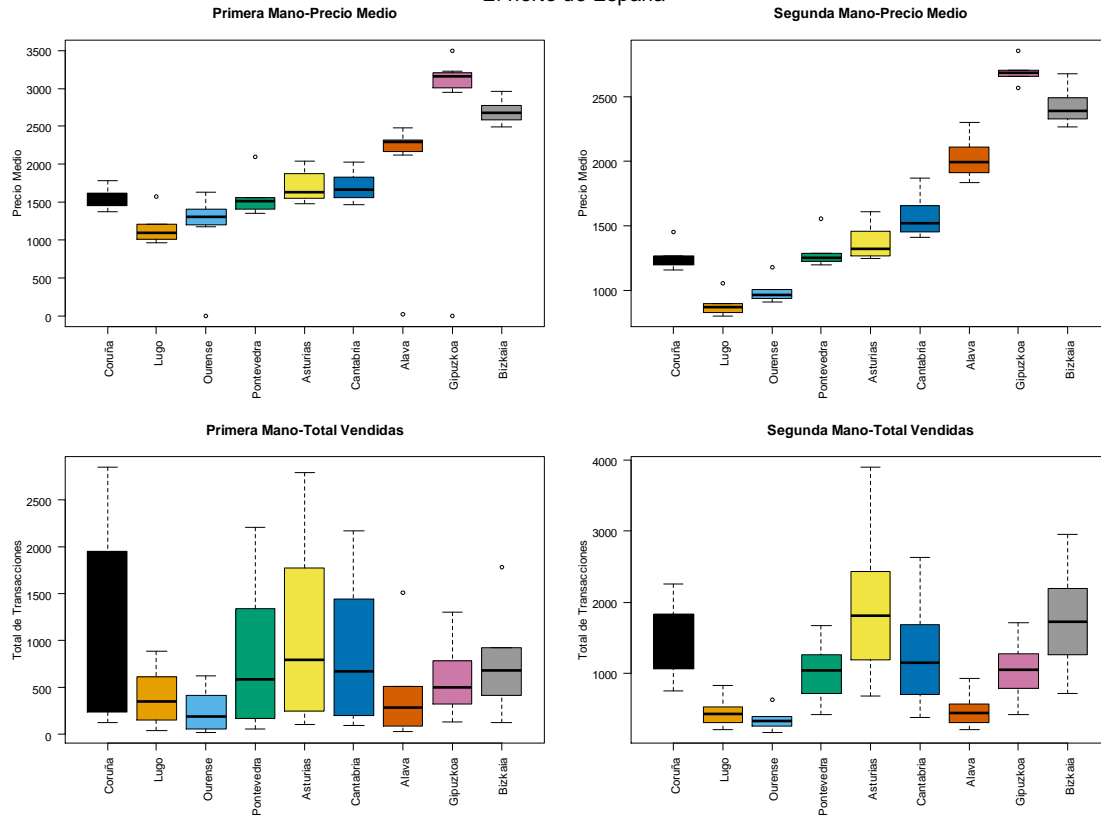 El norte de España
Primera Mano-Precio Medio
Precio Medio
3500
3000
2500
2000
1500
1000
500
0
Coruña
Lugo
Ourense
Pontevedra
Asturias
Cantabria
Alava
Gipuzkoa
Bizkaia
Segunda Mano-Precio Medio
Precio Medio
2500
2000
1500
1000
Coruña
Lugo
Ourense
Pontevedra
Asturias
Cantabria
Alava
Gipuzkoa
Bizkaia
Primera Mano-Total Vendidas
Total de Transacciones
2500
2000
1500
1000
500
0
Coruña
Lugo
Ourense
Pontevedra
Asturias
Cantabria
Alava
Gipuzkoa
Bizkaia
Segunda Mano-Total Vendidas
Total de Transacciones
4000
3000
2000
1000
Coruña
Lugo
Ourense
Pontevedra
Asturias
Cantabria
Alava
Gipuzkoa
Bizkaia